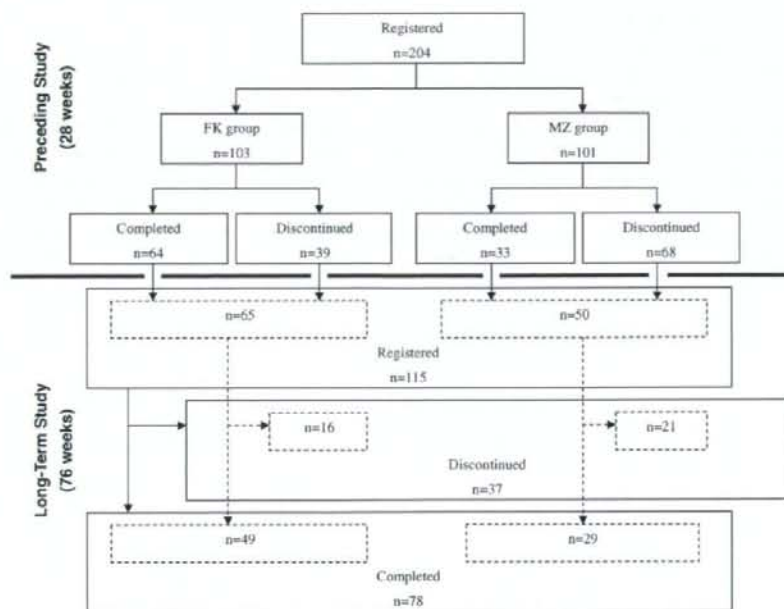 Preceding Study
(28 weeks)
Registered
n=204
FK group
n=103
MZ group
n=101
Completed
n=64
Discontinued
n=39
Completed
n=33
Discontinued
n=68
Long-Term Study
(76 weeks)
n=65
n=50
Registered
n=115
n=16
n=21
Discontinued
n=37
n=49
n=29
Completed
n=78